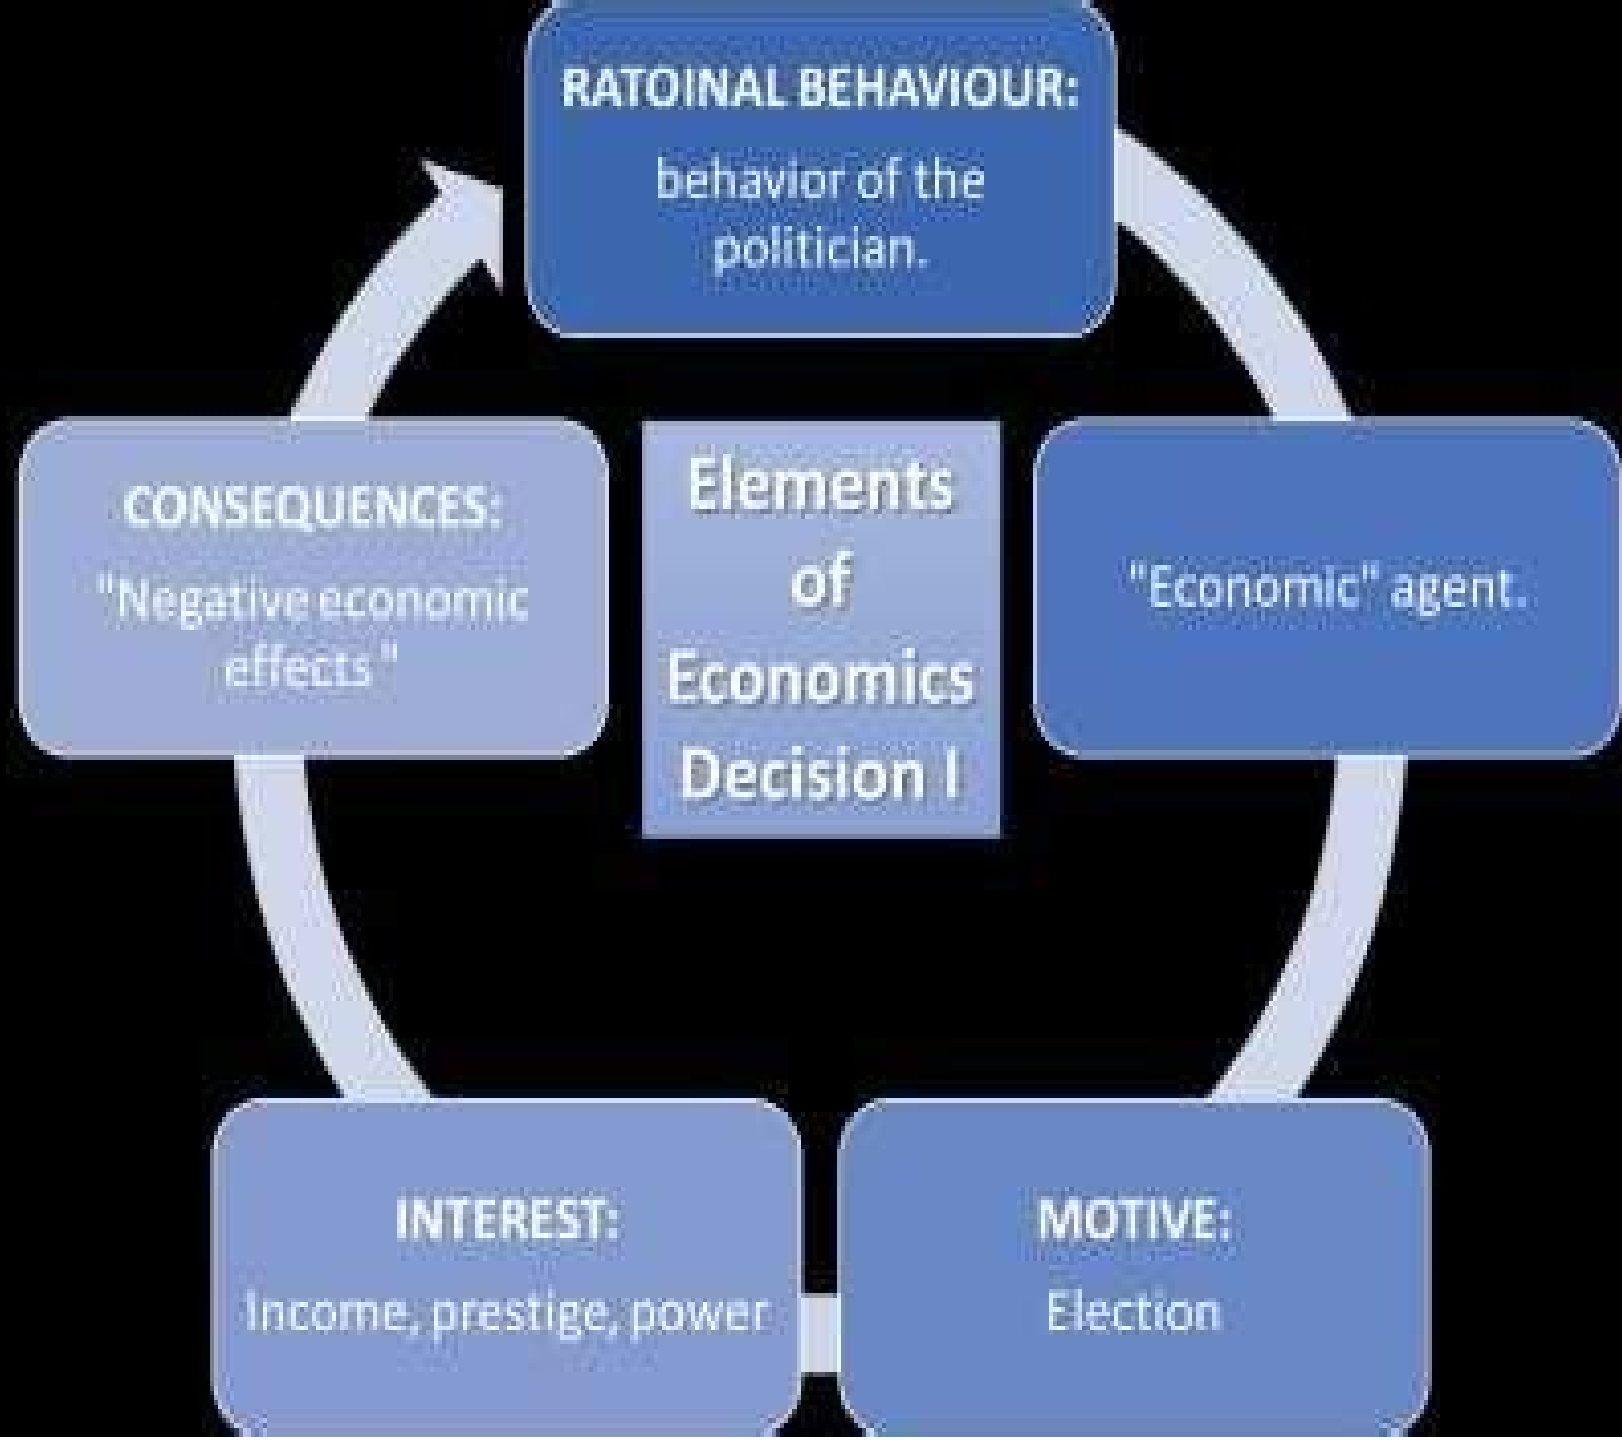 RATOINAL BEHAVIOUR:
behavior of the
politician.
"Economic" agent.
MOTIVE:
Election
INTEREST:
Income, prestige, power
CONSEQUENCES:
"Negative economic
effects"
Elements
of
Economics
Decision I